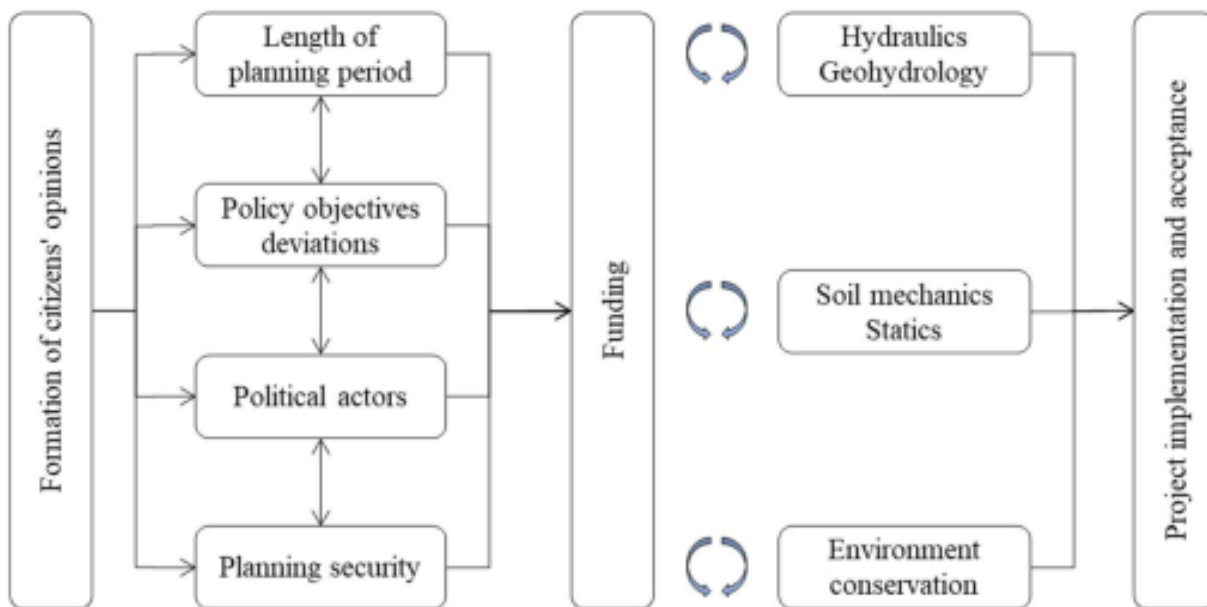 Formation of citizens' opinions
Length of
planning period
Policy objectives
deviations
Political actors
Planning security
Funding
Hydraulics
Geohydrology
Soil mechanics
Statics
Environment
conservation
Project implementation and acceptance